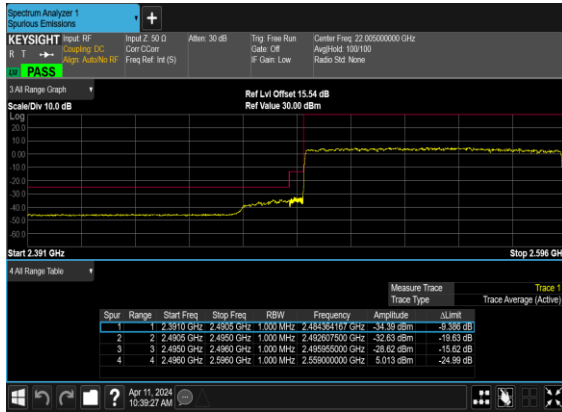 Spectrum Analyzer 1
Spurious Emissions
+
KEYSIGHT
R T
LV PASS
Input: RF
Coupling: DC
Align: Auto/No RF
Input Z: 50 Ω
Corr CCorr
Freq Ref: Int (S)
Atten: 30 dB
Trig: Free Run
Gate: Off
IF Gain: Low
Center Freq: 22.005000000 GHz
Avg|Hold: 100/100
Radio Std: None
3 All Range Graph
Scale/Div 10.0 dB
Ref Lvl Offset 15.54 dB
Ref Value 30.00 dBm
Log
20.0
10.0
0.00
-10.0
-20.0
-30.0
-40.0
-50.0
-60.0
Start 2.391 GHz
Stop 2.596 GH
4 All Range Table
Measure Trace Trace 1
Trace Type Trace Average (Active)
Spur Range Start Freq Stop Freq RBW Frequency Amplitude ΔLimit
1 1 2.3910 GHz 2.4905 GHz 1.000 MHz 2.484364167 GHz -34.39 dBm -9.386 dB
2 2 2.4905 GHz 2.4950 GHz 1.000 MHz 2.492607500 GHz -32.63 dBm -19.63 dB
3 3 2.4950 GHz 2.4960 GHz 1.000 MHz 2.495955000 GHz -28.62 dBm -15.62 dB
4 4 2.4960 GHz 2.5960 GHz 1.000 MHz 2.559000000 GHz 5.013 dBm -24.99 dB
?
Apr 11, 2024
10:39:27 AM